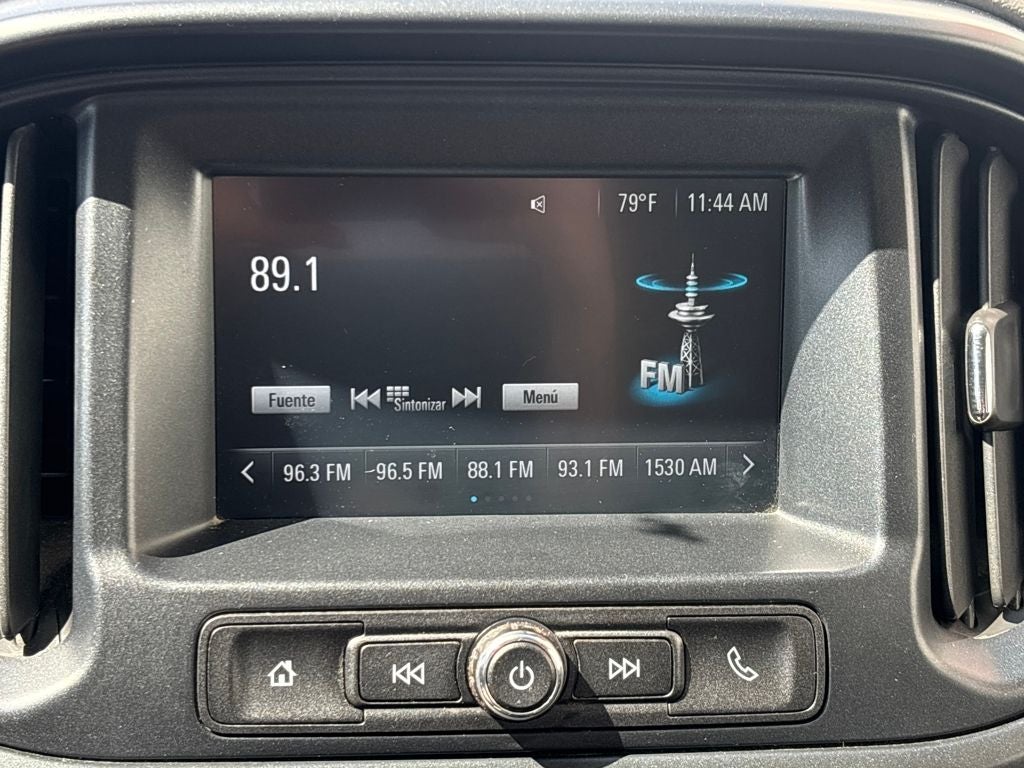 79°F 11:44 AM
89.1
FM
Fuente Sintonizar Menú
96.3 FM 96.5 FM 88.1 FM 93.1 FM 1530 AM